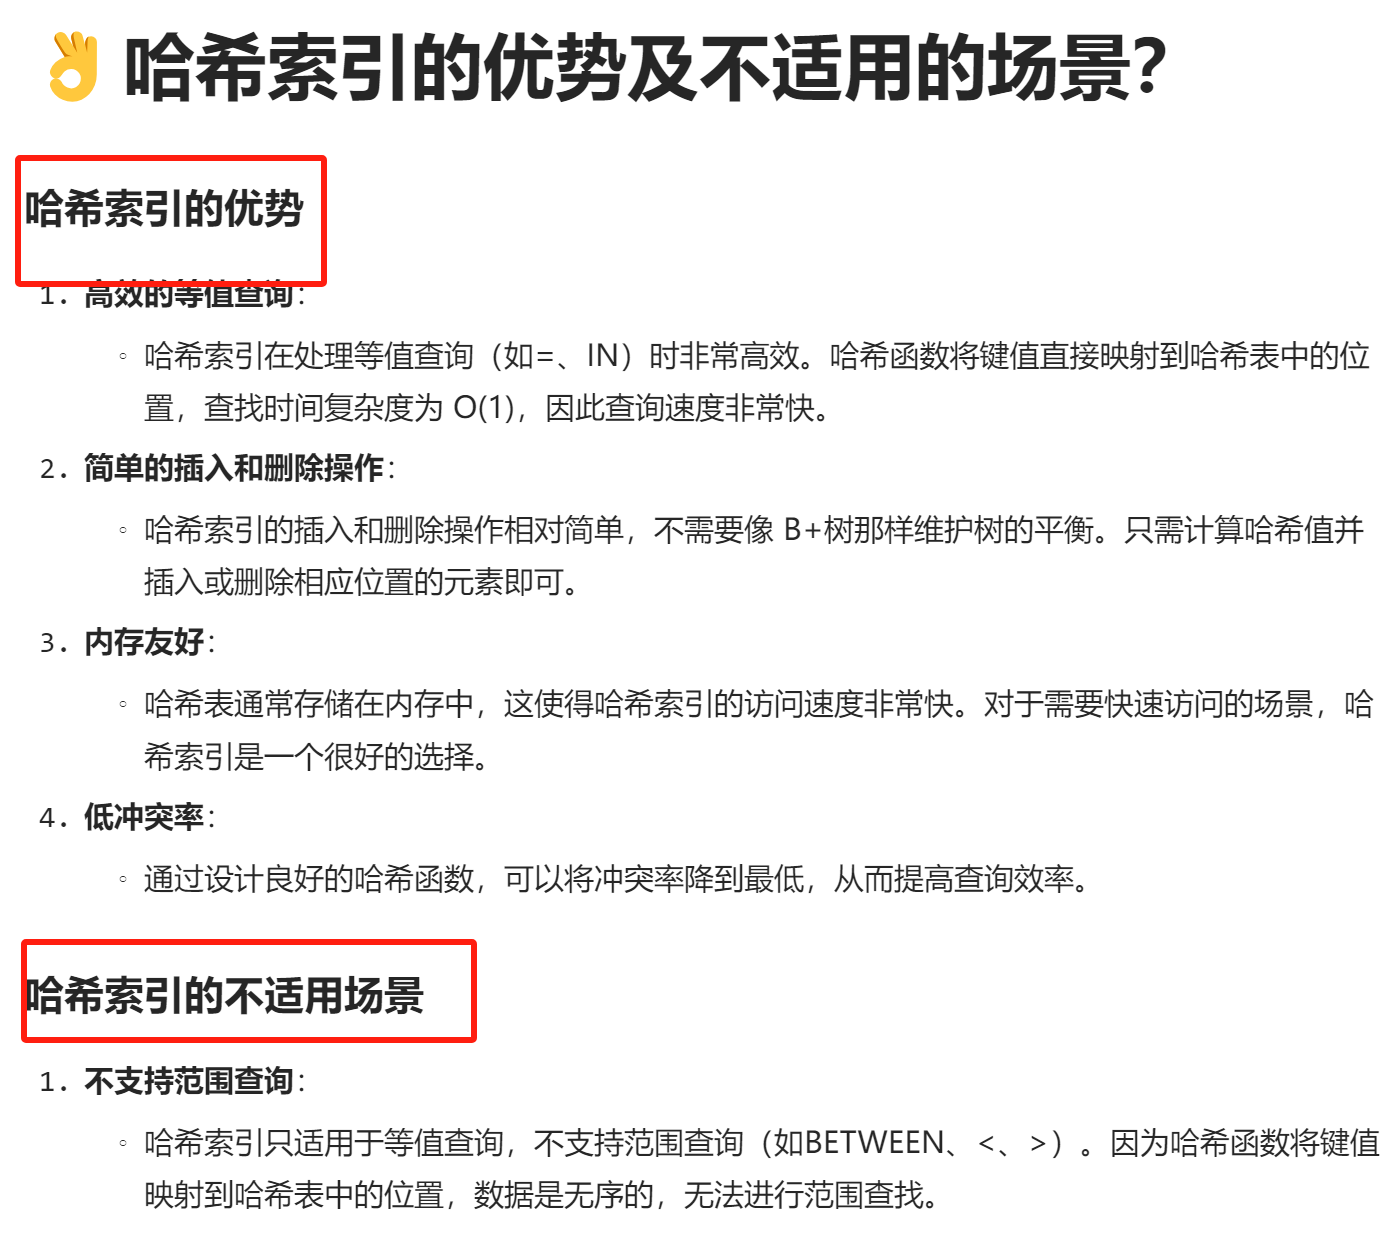 👌 哈希索引的优势及不适用的场景？
哈希索引的优势
1. 高效的等值查询：
◦ 哈希索引在处理等值查询（如=、IN）时非常高效。哈希函数将键值直接映射到哈希表中的位
置，查找时间复杂度为 O(1)，因此查询速度非常快。
2. 简单的插入和删除操作：
◦ 哈希索引的插入和删除操作相对简单，不需要像 B+树那样维护树的平衡。只需计算哈希值并
插入或删除相应位置的元素即可。
3. 内存友好：
◦ 哈希表通常存储在内存中，这使得哈希索引的访问速度非常快。对于需要快速访问的场景，哈
希索引是一个很好的选择。
4. 低冲突率：
◦ 通过设计良好的哈希函数，可以将冲突率降到最低，从而提高查询效率。
哈希索引的不适用场景
1. 不支持范围查询：
◦ 哈希索引只适用于等值查询，不支持范围查询（如BETWEEN、<、>）。因为哈希函数将键值
映射到哈希表中的位置，数据是无序的，无法进行范围查找。